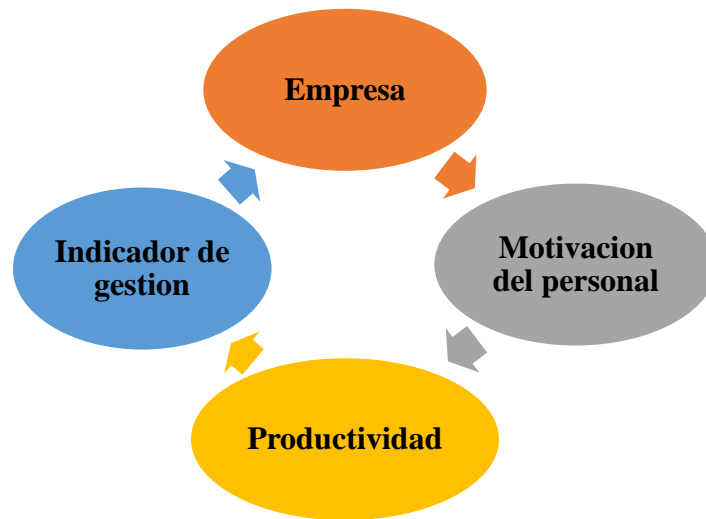 Empresa
Motivacion
del personal
Productividad
Indicador de
gestion